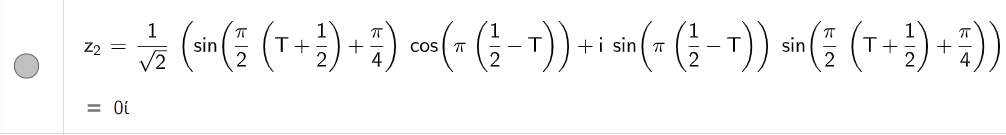 z₂ = 1/√2 (sin(π/2 (T + 1/2) + π/4) cos(π (1/2 − T)) + i sin(π (1/2 − T)) sin(π/2 (T + 1/2) + π/4))
= 0ί